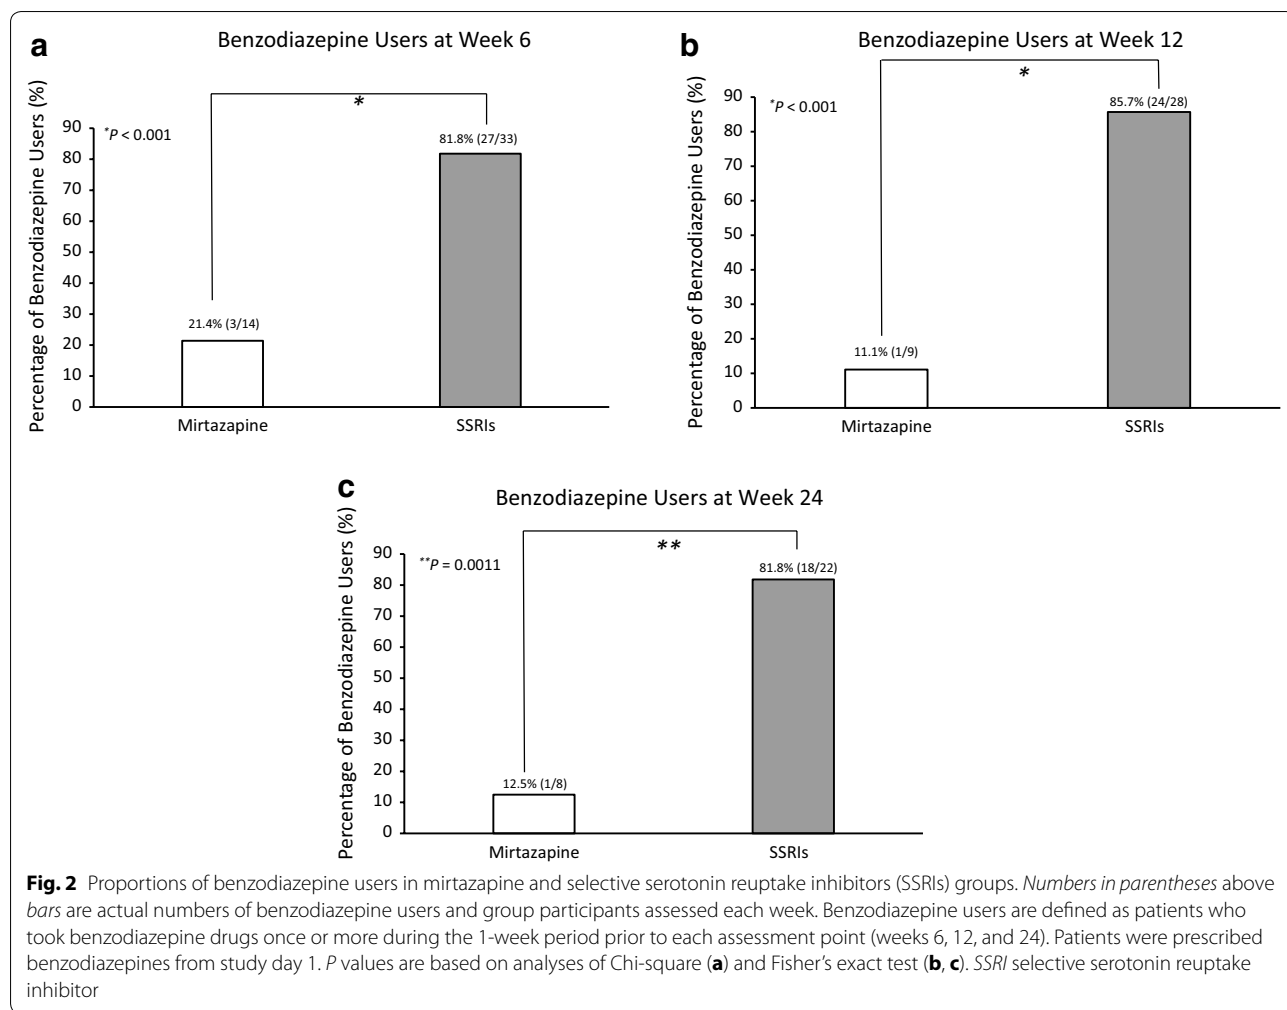 a
Benzodiazepine Users at Week 6
Percentage of Benzodiazepine Users (%)
*
*P < 0.001
90
80
70
60
50
40
30
20
10
0
81.8% (27/33)
21.4% (3/14)
Mirtazapine
SSRIs
b
Benzodiazepine Users at Week 12
Percentage of Benzodiazepine Users (%)
*
*P < 0.001
90
80
70
60
50
40
30
20
10
0
85.7% (24/28)
11.1% (1/9)
Mirtazapine
SSRIs
c
Benzodiazepine Users at Week 24
Percentage of Benzodiazepine Users (%)
**
**P = 0.0011
90
80
70
60
50
40
30
20
10
0
81.8% (18/22)
12.5% (1/8)
Mirtazapine
SSRIs
Fig. 2 Proportions of benzodiazepine users in mirtazapine and selective serotonin reuptake inhibitors (SSRIs) groups. Numbers in parentheses above
bars are actual numbers of benzodiazepine users and group participants assessed each week. Benzodiazepine users are defined as patients who
took benzodiazepine drugs once or more during the 1-week period prior to each assessment point (weeks 6, 12, and 24). Patients were prescribed
benzodiazepines from study day 1. P values are based on analyses of Chi-square (a) and Fisher's exact test (b, c). SSRI selective serotonin reuptake
inhibitor